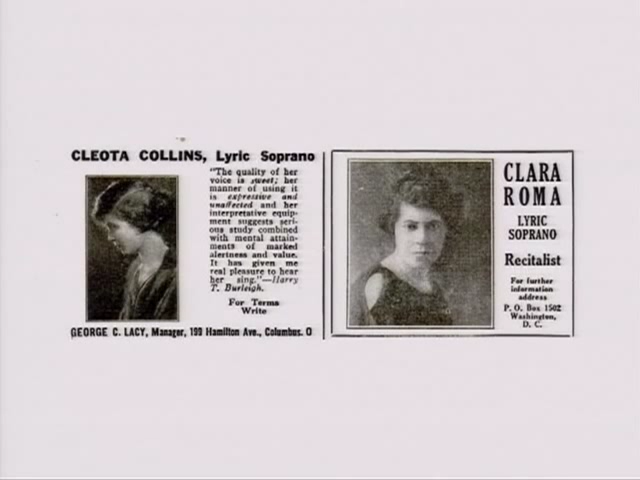 CLEOTA COLLINS, Lyric Soprano
"The quality of her
voice is sweet; her
manner of using it
is expressive and
unaffected and her
interpretative equip-
ment suggests seri-
ous study combined
with mental attain-
ments of marked
alertness and value.
It has given me
real pleasure to hear
her sing."—Harry
T. Burleigh.
For Terms
Write
GEORGE C. LACY, Manager, 199 Hamilton Ave., Columbus. O
CLARA
ROMA
LYRIC
SOPRANO
Recitalist
For further
information
address
P. O. Box 1502
Washington,
D. C.